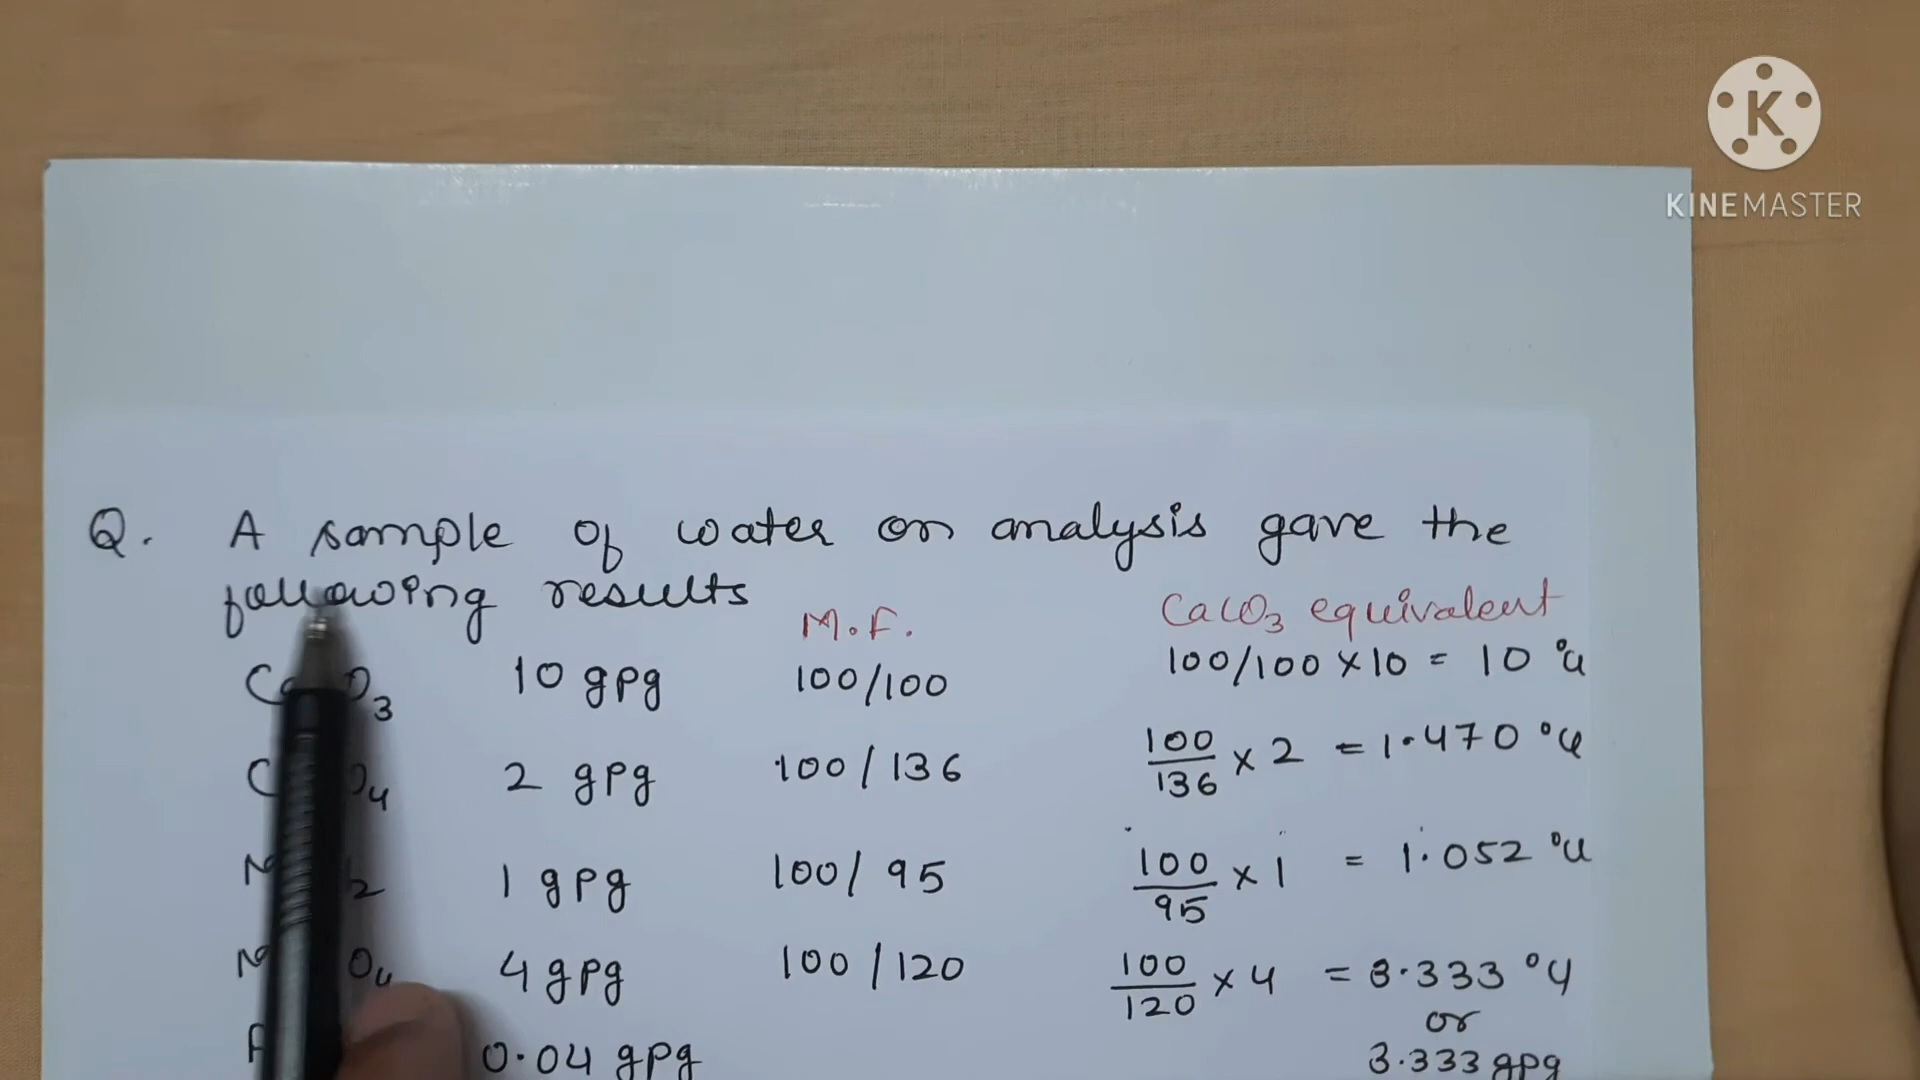 K
KINEMASTER
Q. A sample of water on analysis gave the
following results
M.F. CaCO3 equivalent
10 gpg 100/100 100/100 × 10 = 10 °Cl
2 gpg 100/136 100/136 × 2 = 1.470 °Cl
1 gpg 100/95 100/95 × 1 = 1.052 °Cl
4 gpg 100/120 100/120 × 4 = 3.333 °Cl
or
0.04 gpg 3.333 gpg